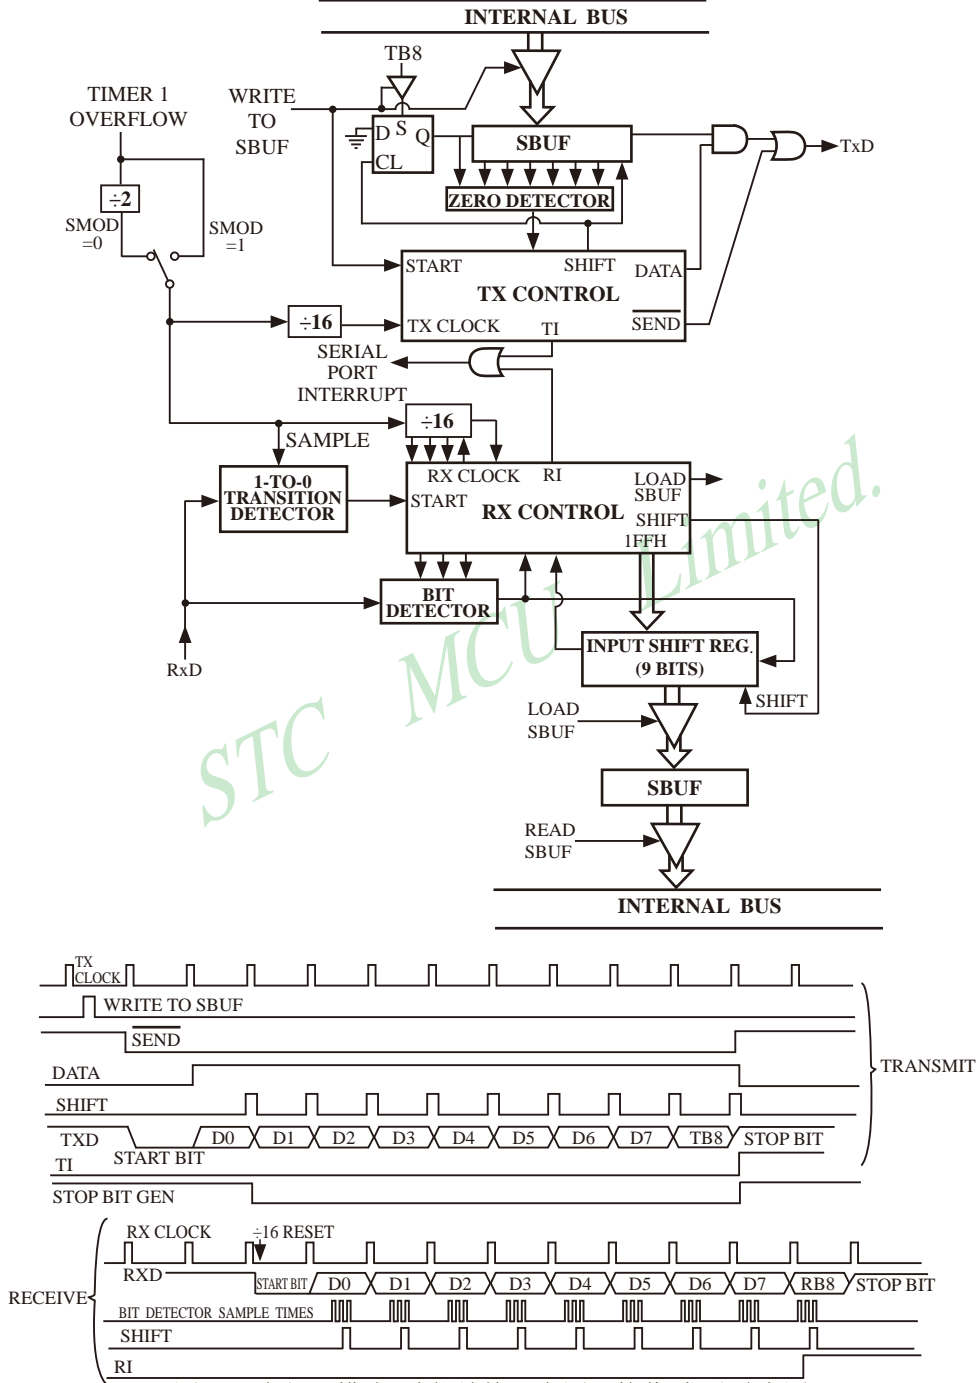 INTERNAL BUS
TB8
TIMER 1
OVERFLOW
WRITE
TO
SBUF
D S Q
CL
SBUF
TxD
÷2
ZERO DETECTOR
SMOD
=0
SMOD
=1
START
SHIFT
DATA
TX CONTROL
÷16
TX CLOCK
TI
SEND
SERIAL
PORT
INTERRUPT
÷16
SAMPLE
1-TO-0
TRANSITION
DETECTOR
RX CLOCK
RI
LOAD
SBUF
START
RX CONTROL
SHIFT
1FFH
BIT
DETECTOR
RxD
INPUT SHIFT REG.
(9 BITS)
SHIFT
LOAD
SBUF
SBUF
READ
SBUF
INTERNAL BUS
STC MCU Limited.
TX
CLOCK
WRITE TO SBUF
SEND
DATA
TRANSMIT
SHIFT
TXD
START BIT
D0 D1 D2 D3 D4 D5 D6 D7 TB8 STOP BIT
TI
STOP BIT GEN
RX CLOCK
÷16 RESET
RXD
START BIT D0 D1 D2 D3 D4 D5 D6 D7 RB8 STOP BIT
RECEIVE
BIT DETECTOR SAMPLE TIMES
SHIFT
RI